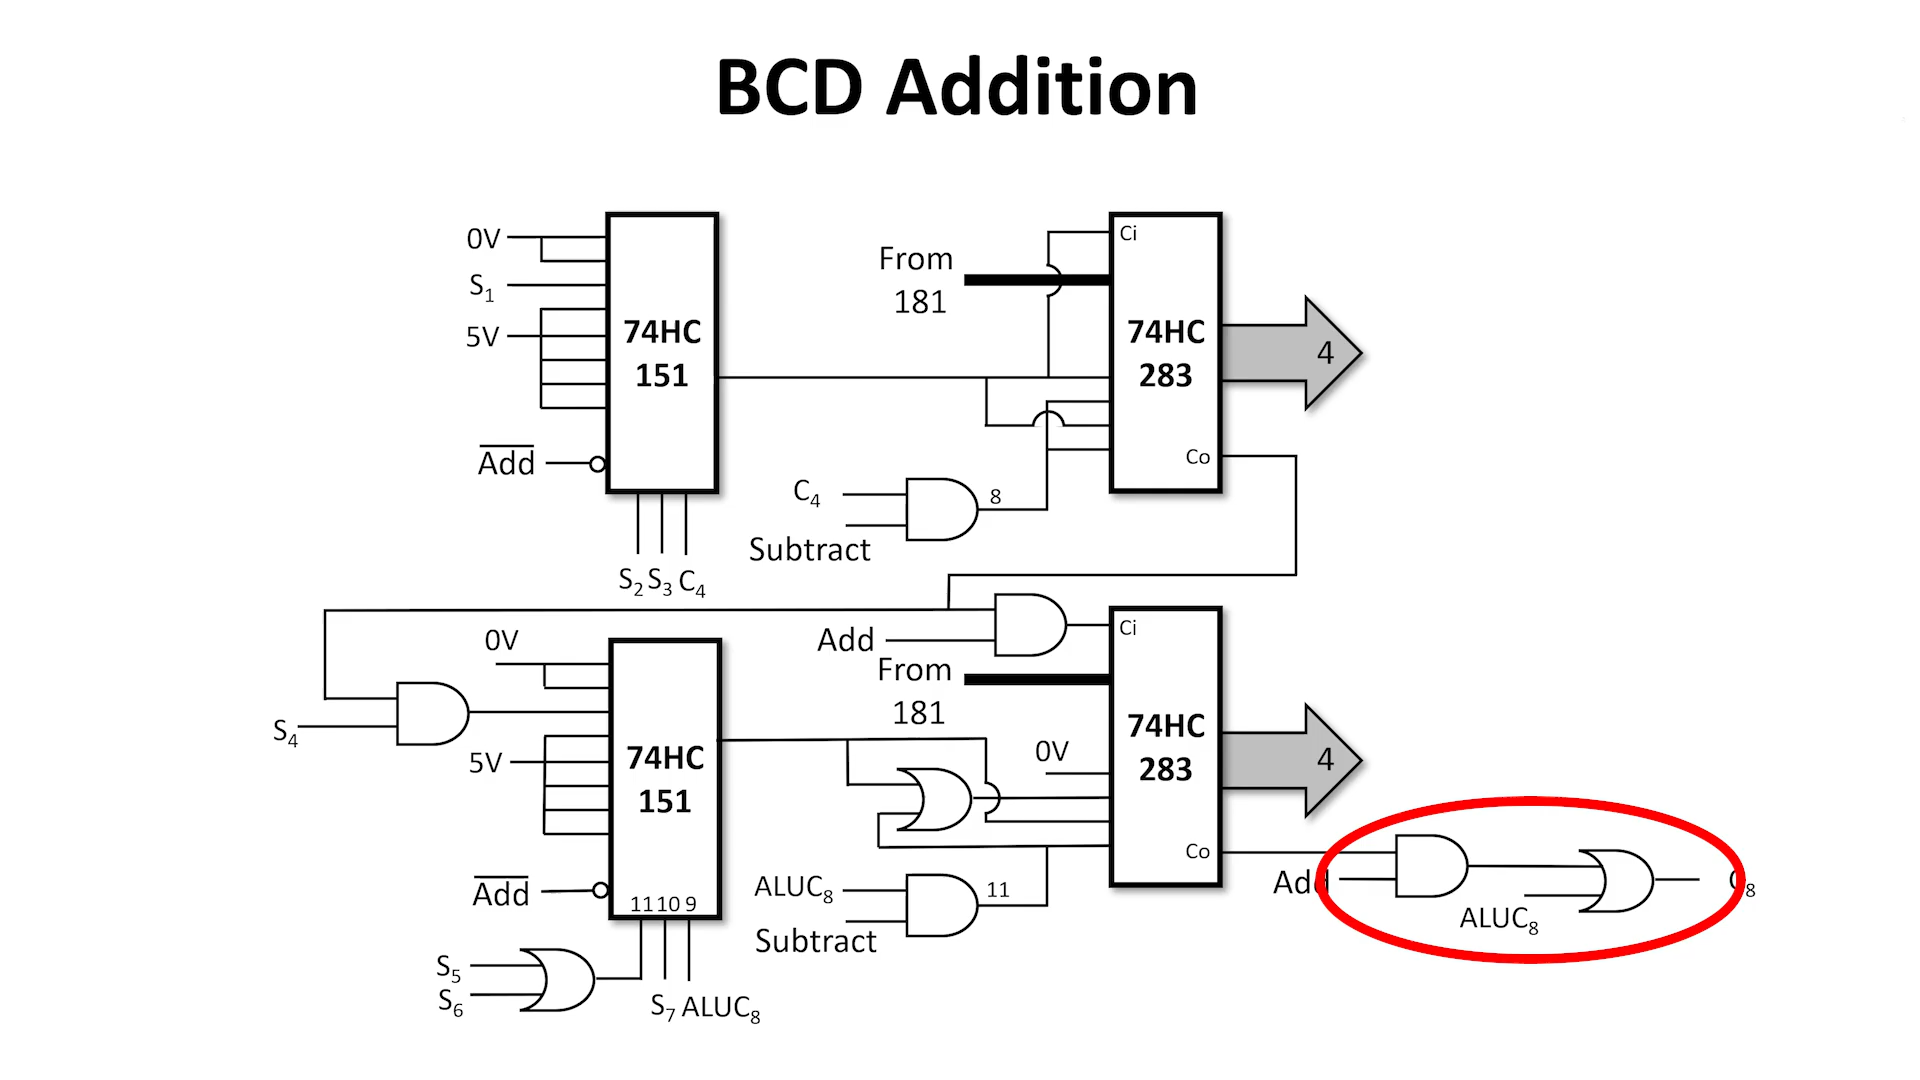 BCD Addition
0V
S₁
5V
74HC
151
Add
S₂ S₃ C₄
From
181
Ci
74HC
283
Co
4
C₄
8
Subtract
0V
S₄
5V
74HC
151
Add
11 10 9
S₅
S₆
S₇ ALUC₈
Add
From
181
0V
Ci
74HC
283
Co
4
ALUC₈
11
Subtract
Add
ALUC₈
C₈